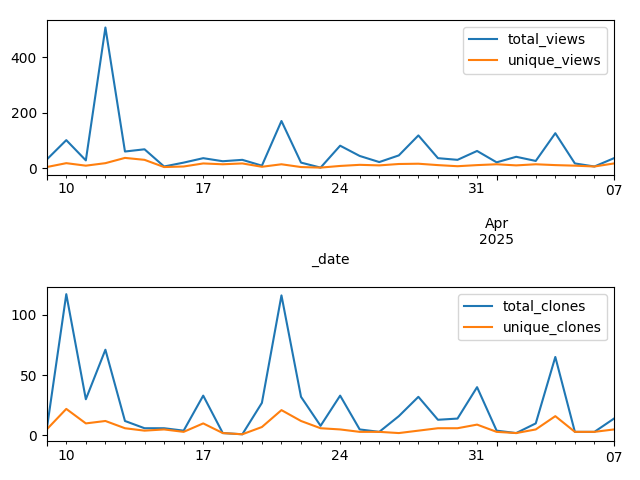 total_views
unique_views
400
200
0
10 17 24 31 07
Apr
2025
_date
total_clones
unique_clones
100
50
0
10 17 24 31 07